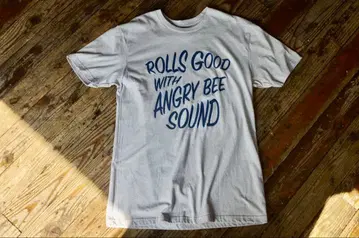 ROLLS GOOD
WITH
ANGRY BEE
SOUND